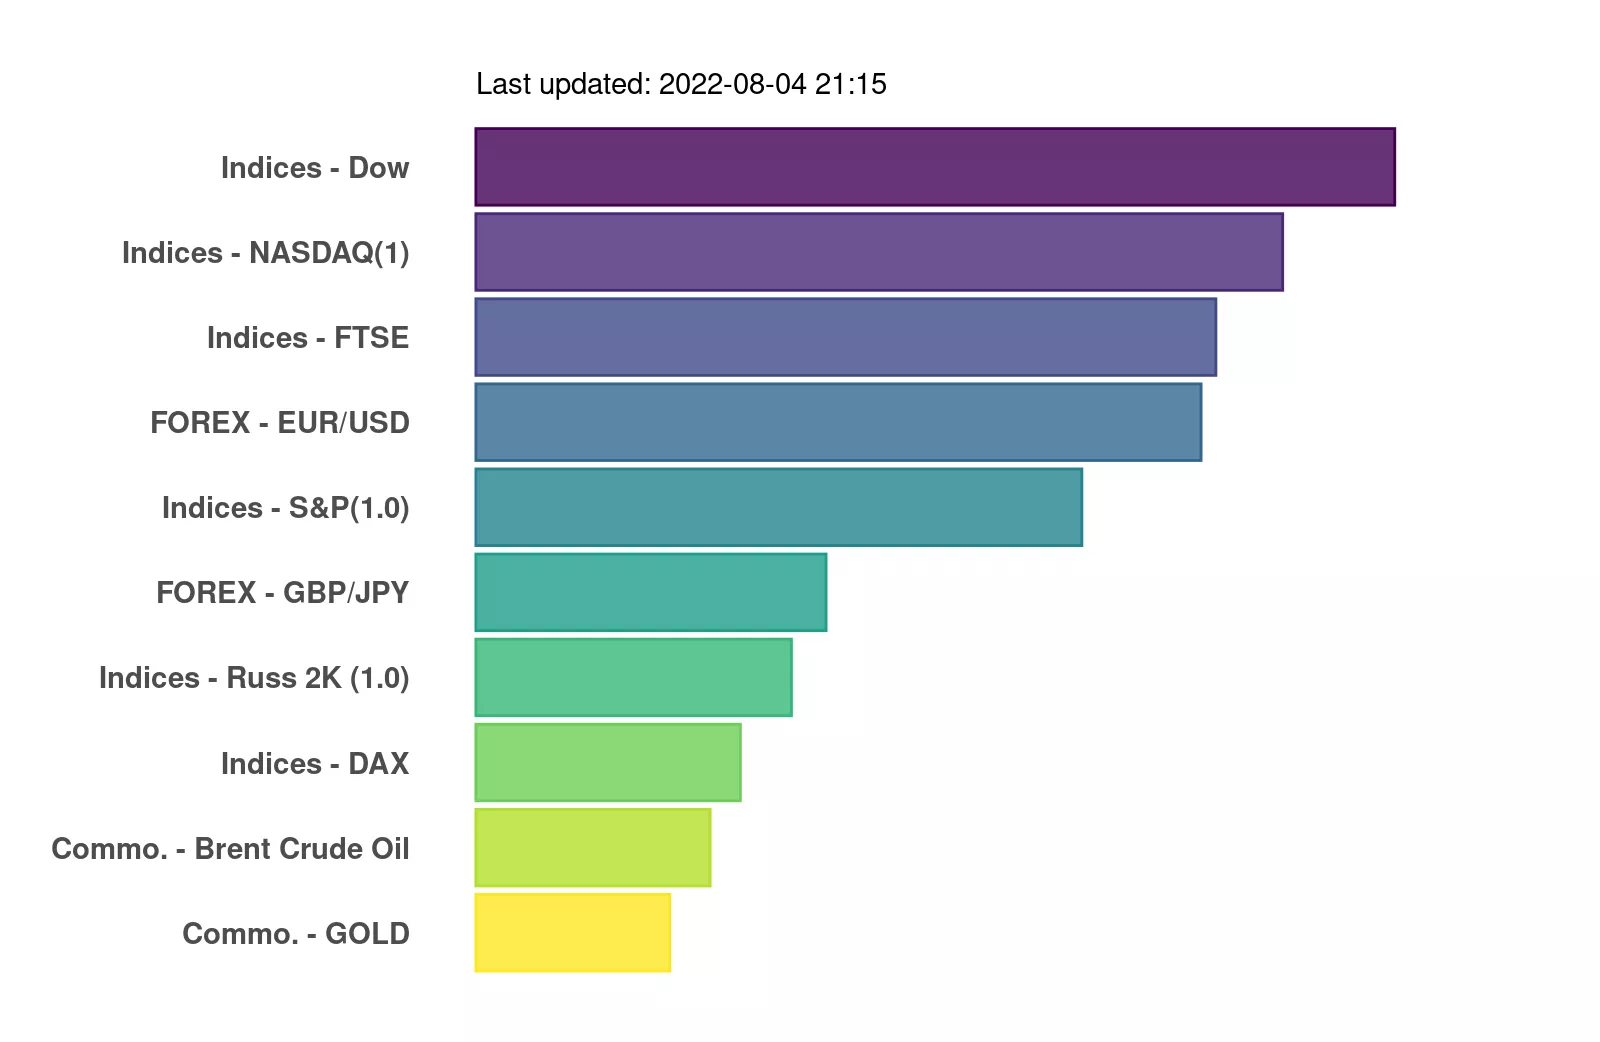 Last updated: 2022-08-04 21:15
Indices - Dow
Indices - NASDAQ(1)
Indices - FTSE
FOREX - EUR/USD
Indices - S&P(1.0)
FOREX - GBP/JPY
Indices - Russ 2K (1.0)
Indices - DAX
Commo. - Brent Crude Oil
Commo. - GOLD